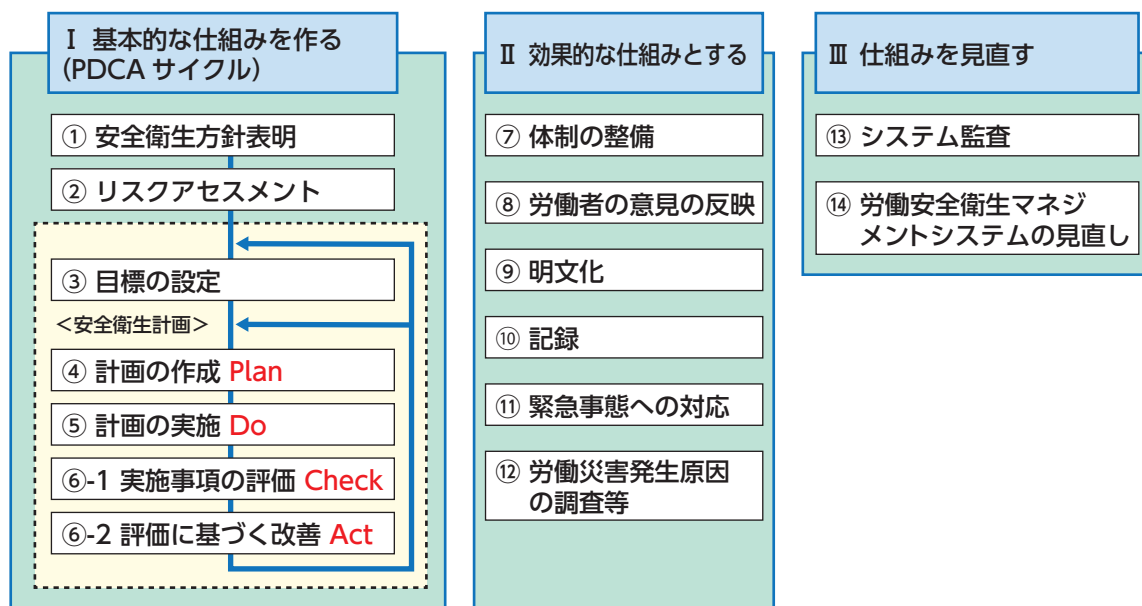 Ⅰ 基本的な仕組みを作る
(PDCA サイクル)
① 安全衛生方針表明
② リスクアセスメント
③ 目標の設定
＜安全衛生計画＞
④ 計画の作成 Plan
⑤ 計画の実施 Do
⑥-1 実施事項の評価 Check
⑥-2 評価に基づく改善 Act
Ⅱ 効果的な仕組みとする
⑦ 体制の整備
⑧ 労働者の意見の反映
⑨ 明文化
⑩ 記録
⑪ 緊急事態への対応
⑫ 労働災害発生原因
の調査等
Ⅲ 仕組みを見直す
⑬ システム監査
⑭ 労働安全衛生マネジ
メントシステムの見直し